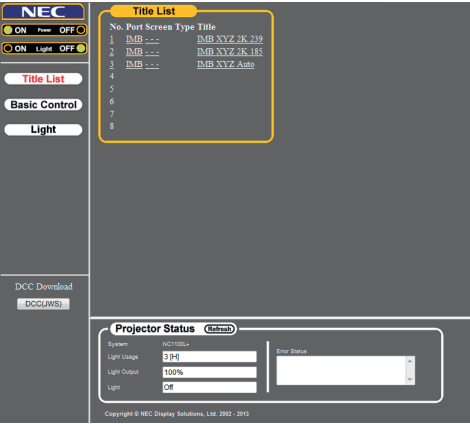 NEC
ON Power OFF
ON Light OFF
Title List
Basic Control
Light
DCC Download
DCC(JWS)
Title List
No. Port Screen Type Title
1 IMB - - - IMB XYZ 2K 239
2 IMB - - - IMB XYZ 2K 185
3 IMB - - - IMB XYZ Auto
4
5
6
7
8
Projector Status Refresh
System NC1100L+
Light Usage 3 [H]
Light Output 100%
Light Off
Error Status
Copyright © NEC Display Solutions, Ltd. 2002 - 2013